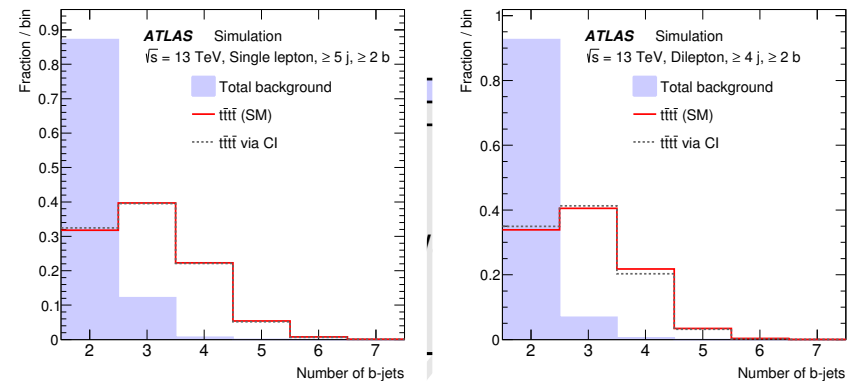 Fraction / bin
ATLAS Simulation
√s = 13 TeV, Single lepton, ≥ 5 j, ≥ 2 b
Total background
tt̄tt̄ (SM)
tt̄tt̄ via CI
0.9
0.8
0.7
0.6
0.5
0.4
0.3
0.2
0.1
0
2 3 4 5 6 7
Number of b-jets
Fraction / bin
ATLAS Simulation
√s = 13 TeV, Dilepton, ≥ 4 j, ≥ 2 b
Total background
tt̄tt̄ (SM)
tt̄tt̄ via CI
1
0.8
0.6
0.4
0.2
0
2 3 4 5 6 7
Number of b-jets